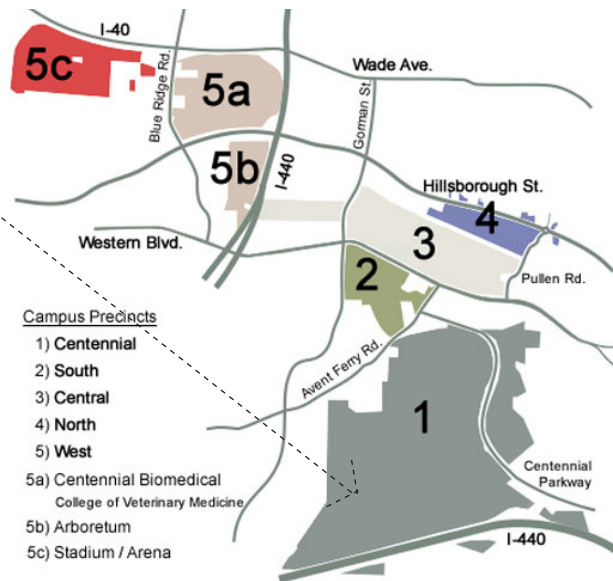 I-40
5c
Blue Ridge Rd.
5a
Wade Ave.
Gorman St.
5b
I-440
Hillsborough St.
4
Western Blvd.
3
2
Pullen Rd.
Avent Ferry Rd.
1
Centennial
Parkway
I-440
Campus Precincts
1) Centennial
2) South
3) Central
4) North
5) West
5a) Centennial Biomedical
College of Veterinary Medicine
5b) Arboretum
5c) Stadium / Arena